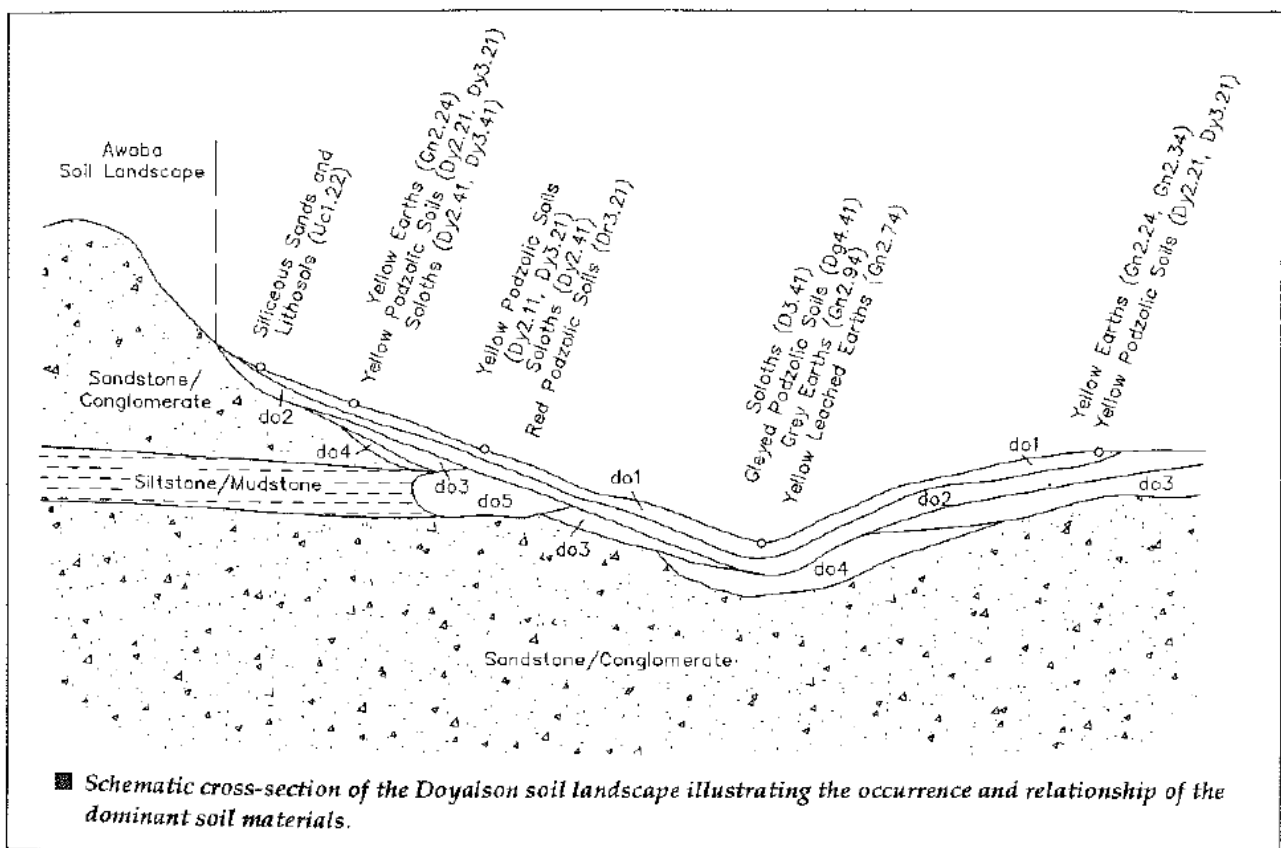 Awaba
Soil Landscape
Siliceous Sands and
Lithosols (Uc1.22)
Yellow Earths (Gn2.24)
Yellow Podzolic Soils (Dy2.21, Dy3.21)
Soloths (Dy2.41, Dy3.41)
Yellow Podzolic Soils
(Dy2.11, Dy3.21)
Soloths (Dy2.41)
Red Podzolic Soils (Dr3.21)
Soloths (D3.41)
Gleyed Podzolic Soils (Dg4.41)
Grey Earths (Gn2.94)
Yellow Leached Earths (Gn2.74)
Yellow Earths (Gn2.24, Gn2.34)
Yellow Podzolic Soils (Dy2.21, Dy3.21)
Sandstone/
Conglomerate
do2
do4
do3
do1
do1
Siltstone/Mudstone
do5
do2
do3
do3
do4
Sandstone/Conglomerate
■ Schematic cross-section of the Doyalson soil landscape illustrating the occurrence and relationship of the
dominant soil materials.